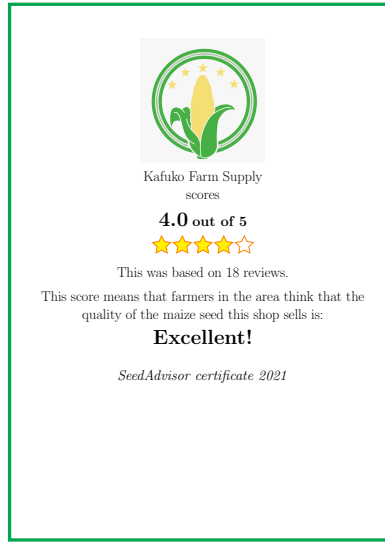 Kafuko Farm Supply
scores
4.0 out of 5
This was based on 18 reviews.
This score means that farmers in the area think that the
quality of the maize seed this shop sells is:
Excellent!
SeedAdvisor certificate 2021